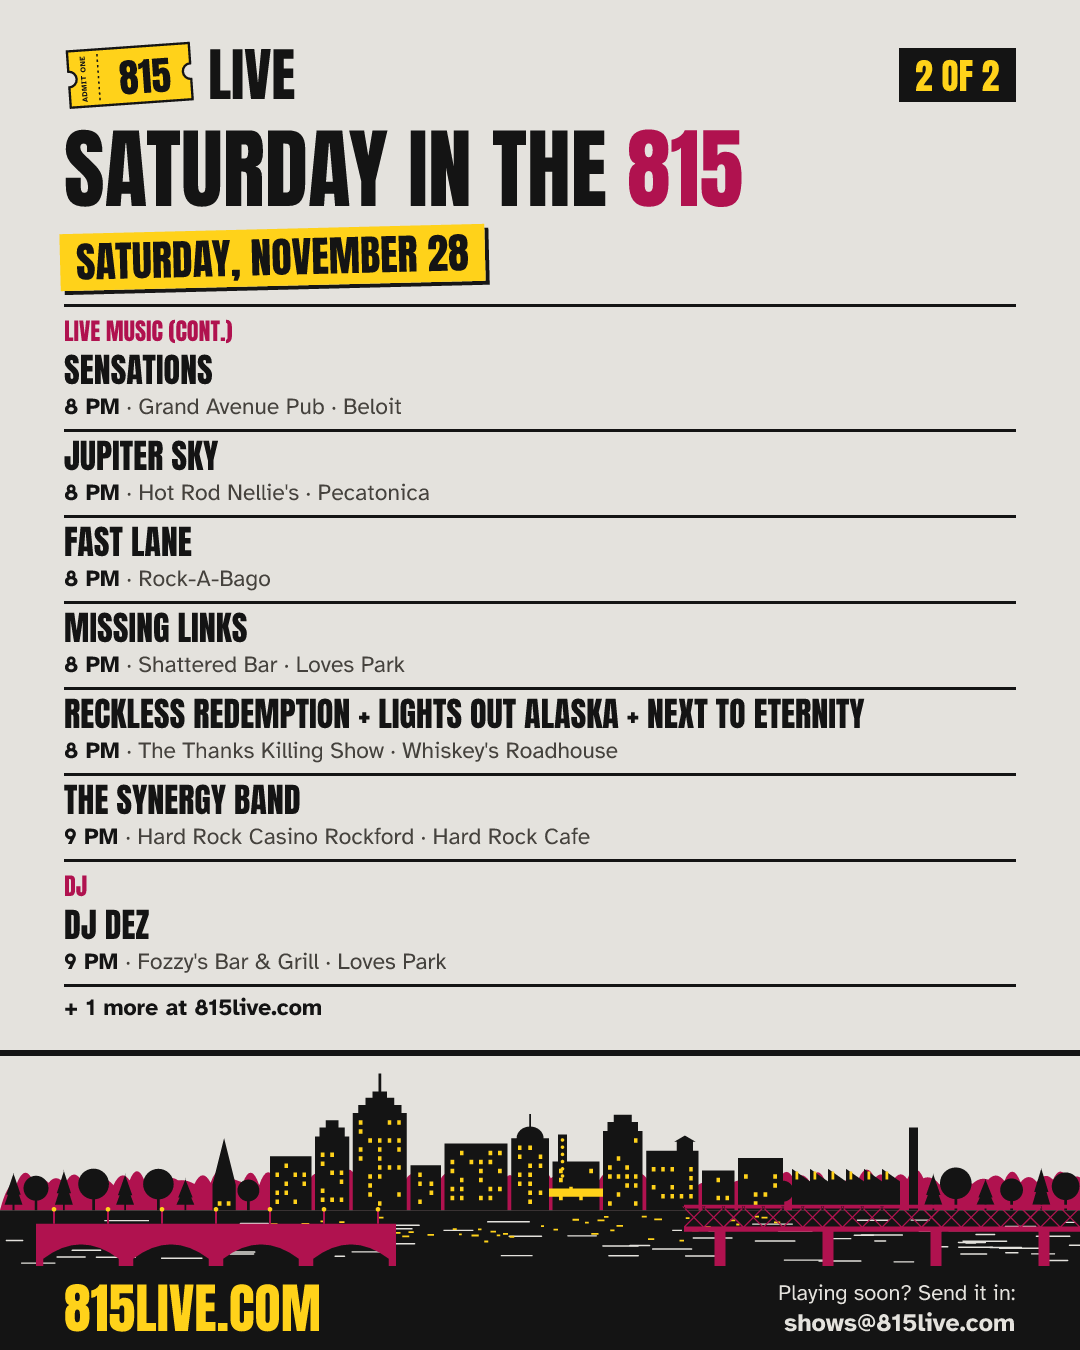 ADMIT ONE
815 LIVE
2 OF 2
SATURDAY IN THE 815
SATURDAY, NOVEMBER 28
LIVE MUSIC (CONT.)
SENSATIONS
8 PM · Grand Avenue Pub · Beloit
JUPITER SKY
8 PM · Hot Rod Nellie's · Pecatonica
FAST LANE
8 PM · Rock-A-Bago
MISSING LINKS
8 PM · Shattered Bar · Loves Park
RECKLESS REDEMPTION + LIGHTS OUT ALASKA + NEXT TO ETERNITY
8 PM · The Thanks Killing Show · Whiskey's Roadhouse
THE SYNERGY BAND
9 PM · Hard Rock Casino Rockford · Hard Rock Cafe
DJ
DJ DEZ
9 PM · Fozzy's Bar & Grill · Loves Park
+ 1 more at 815live.com
815LIVE.COM
Playing soon? Send it in:
shows@815live.com